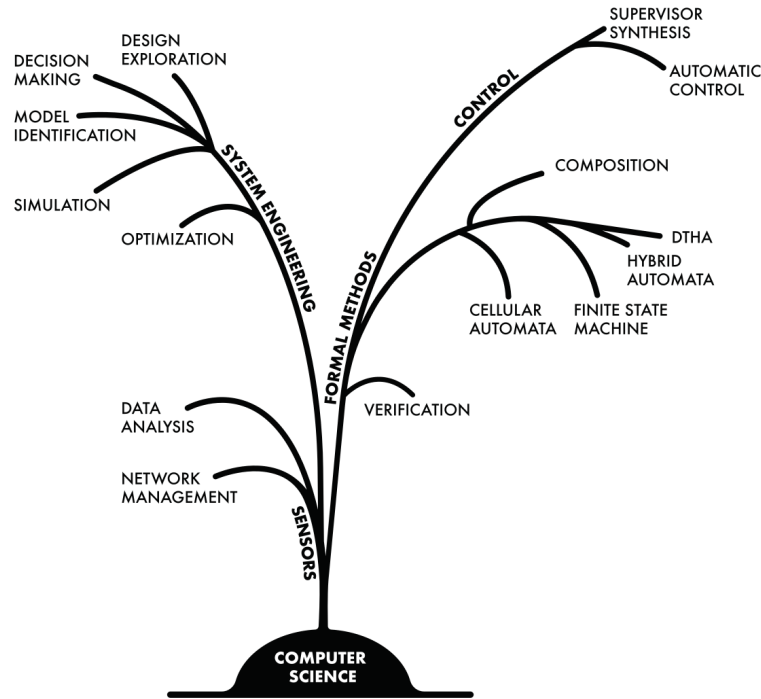 SUPERVISOR
SYNTHESIS
DESIGN
EXPLORATION
DECISION
MAKING
AUTOMATIC
CONTROL
CONTROL
MODEL
IDENTIFICATION
SYSTEM ENGINEERING
COMPOSITION
SIMULATION
OPTIMIZATION
DTHA
HYBRID
AUTOMATA
FORMAL METHODS
CELLULAR
AUTOMATA
FINITE STATE
MACHINE
DATA
ANALYSIS
VERIFICATION
NETWORK
MANAGEMENT
SENSORS
COMPUTER
SCIENCE